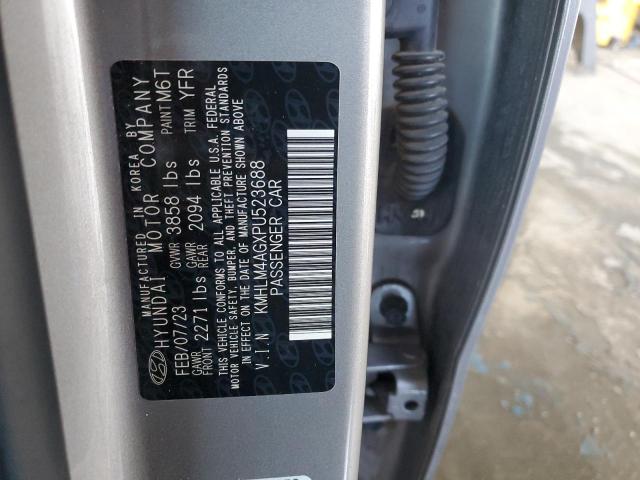 MANUFACTURED IN KOREA BY
HYUNDAI MOTOR COMPANY
FEB/07/23 GVWR 3858 lbs PAINT M6T
GAWR FRONT 2271 lbs GAWR REAR 2094 lbs TRIM YFR
THIS VEHICLE CONFORMS TO ALL APPLICABLE U.S.A. FEDERAL
MOTOR VEHICLE SAFETY, BUMPER, AND THEFT PREVENTION STANDARDS
IN EFFECT ON THE DATE OF MANUFACTURE SHOWN ABOVE
V.I.N KMHLM4AGXPU523688
PASSENGER CAR